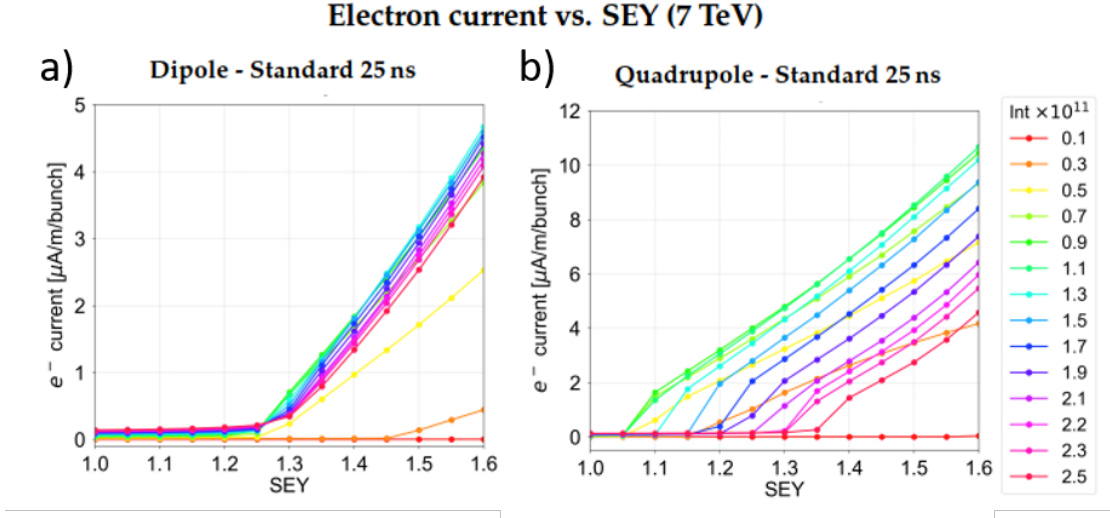 Electron current vs. SEY (7 TeV)
a)
Dipole - Standard 25 ns
e⁻ current [μA/m/bunch]
5
4
3
2
1
0
1.0 1.1 1.2 1.3 1.4 1.5 1.6
SEY
b)
Quadrupole - Standard 25 ns
e⁻ current [μA/m/bunch]
12
10
8
6
4
2
0
1.0 1.1 1.2 1.3 1.4 1.5 1.6
SEY
Int ×10¹¹
0.1
0.3
0.5
0.7
0.9
1.1
1.3
1.5
1.7
1.9
2.1
2.2
2.3
2.5